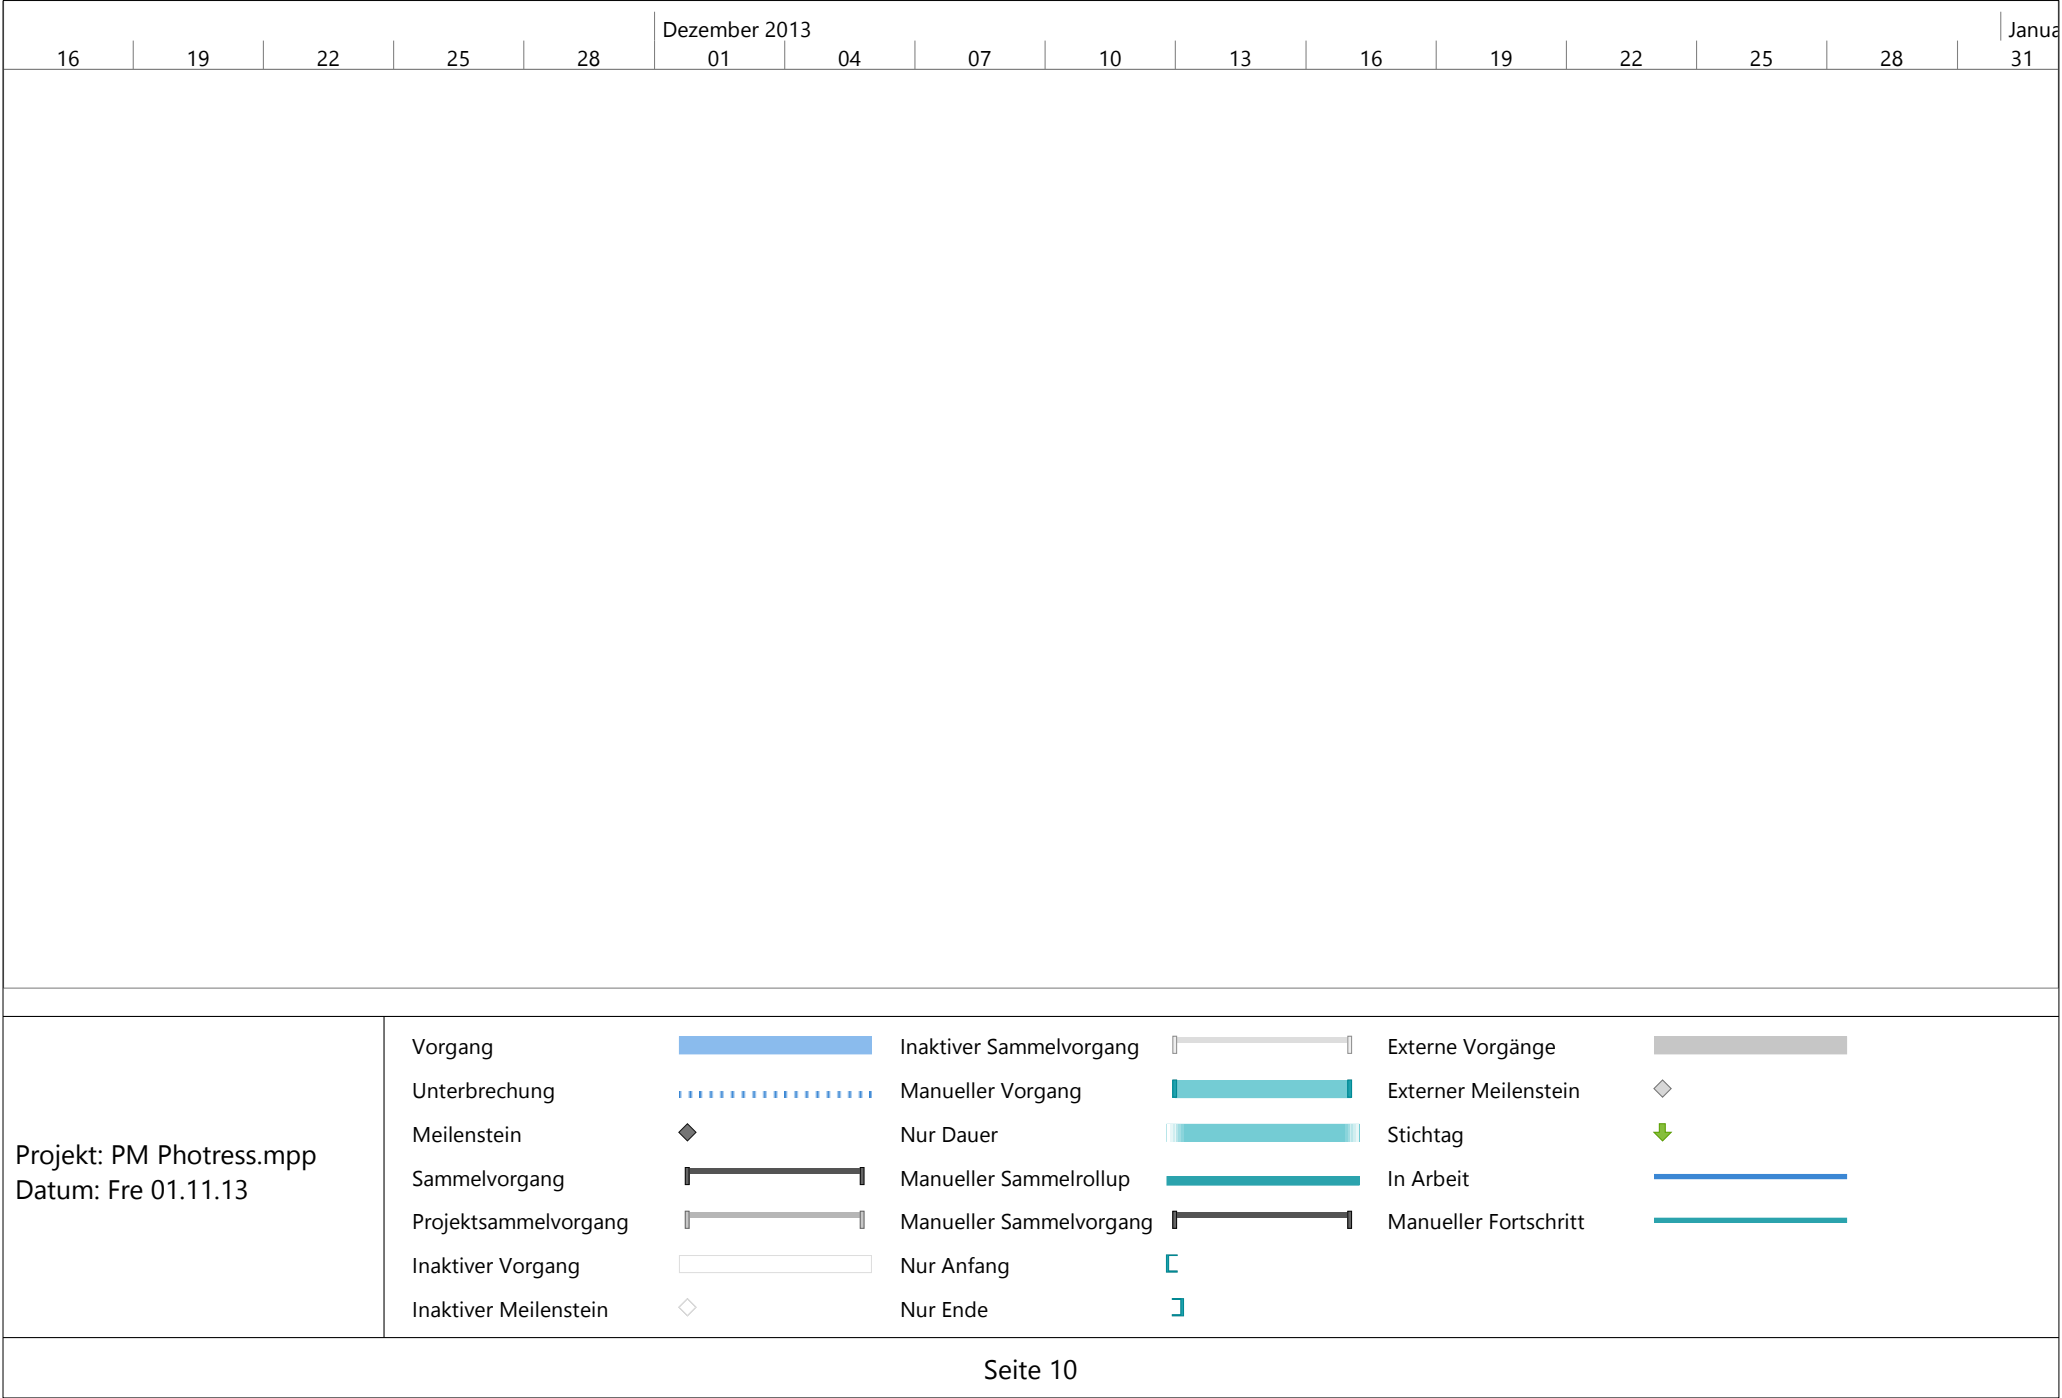 Dezember 2013 Janua
16 19 22 25 28 01 04 07 10 13 16 19 22 25 28 31
Projekt: PM Photress.mpp
Datum: Fre 01.11.13
Vorgang
Unterbrechung
Meilenstein
Sammelvorgang
Projektsammelvorgang
Inaktiver Vorgang
Inaktiver Meilenstein
Inaktiver Sammelvorgang
Manueller Vorgang
Nur Dauer
Manueller Sammelrollup
Manueller Sammelvorgang
Nur Anfang
Nur Ende
Externe Vorgänge
Externer Meilenstein
Stichtag
In Arbeit
Manueller Fortschritt
Seite 10